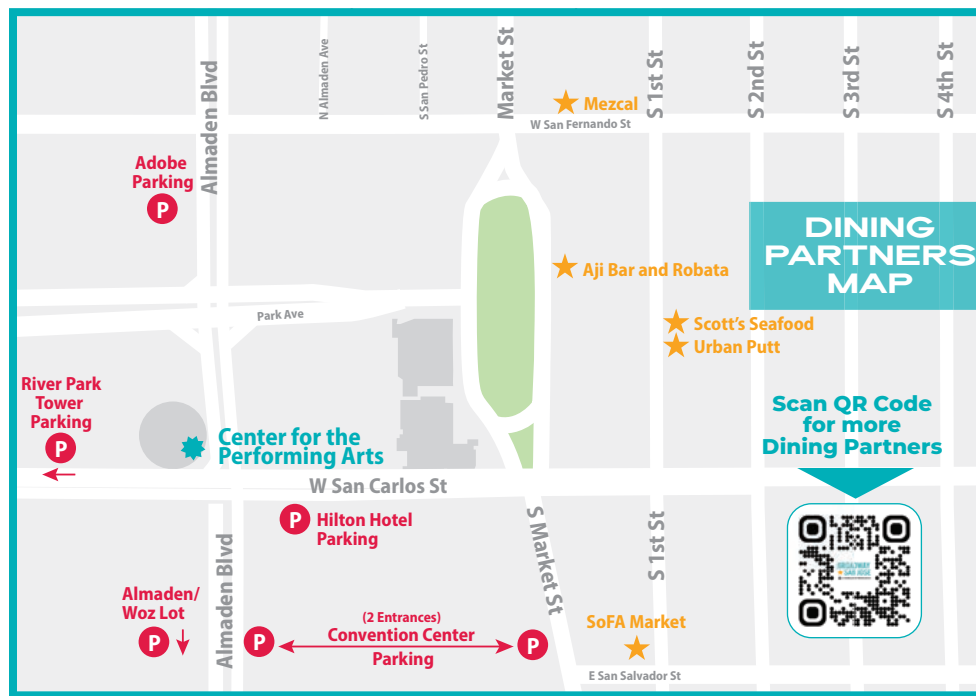 Almaden Blvd
N Almaden Ave
S San Pedro St
Market St
S 1st St
S 2nd St
S 3rd St
S 4th St
Mezcal
W San Fernando St
Adobe
Parking
P
DINING
PARTNERS
MAP
Aji Bar and Robata
Park Ave
Scott's Seafood
Urban Putt
River Park
Tower
Parking
P
Center for the
Performing Arts
Scan QR Code
for more
Dining Partners
W San Carlos St
P
Hilton Hotel
Parking
S Market St
S 1st St
Almaden Blvd
BROADWAY
SAN JOSE
Almaden/
Woz Lot
P
P
(2 Entrances)
Convention Center
Parking
P
SoFA Market
E San Salvador St